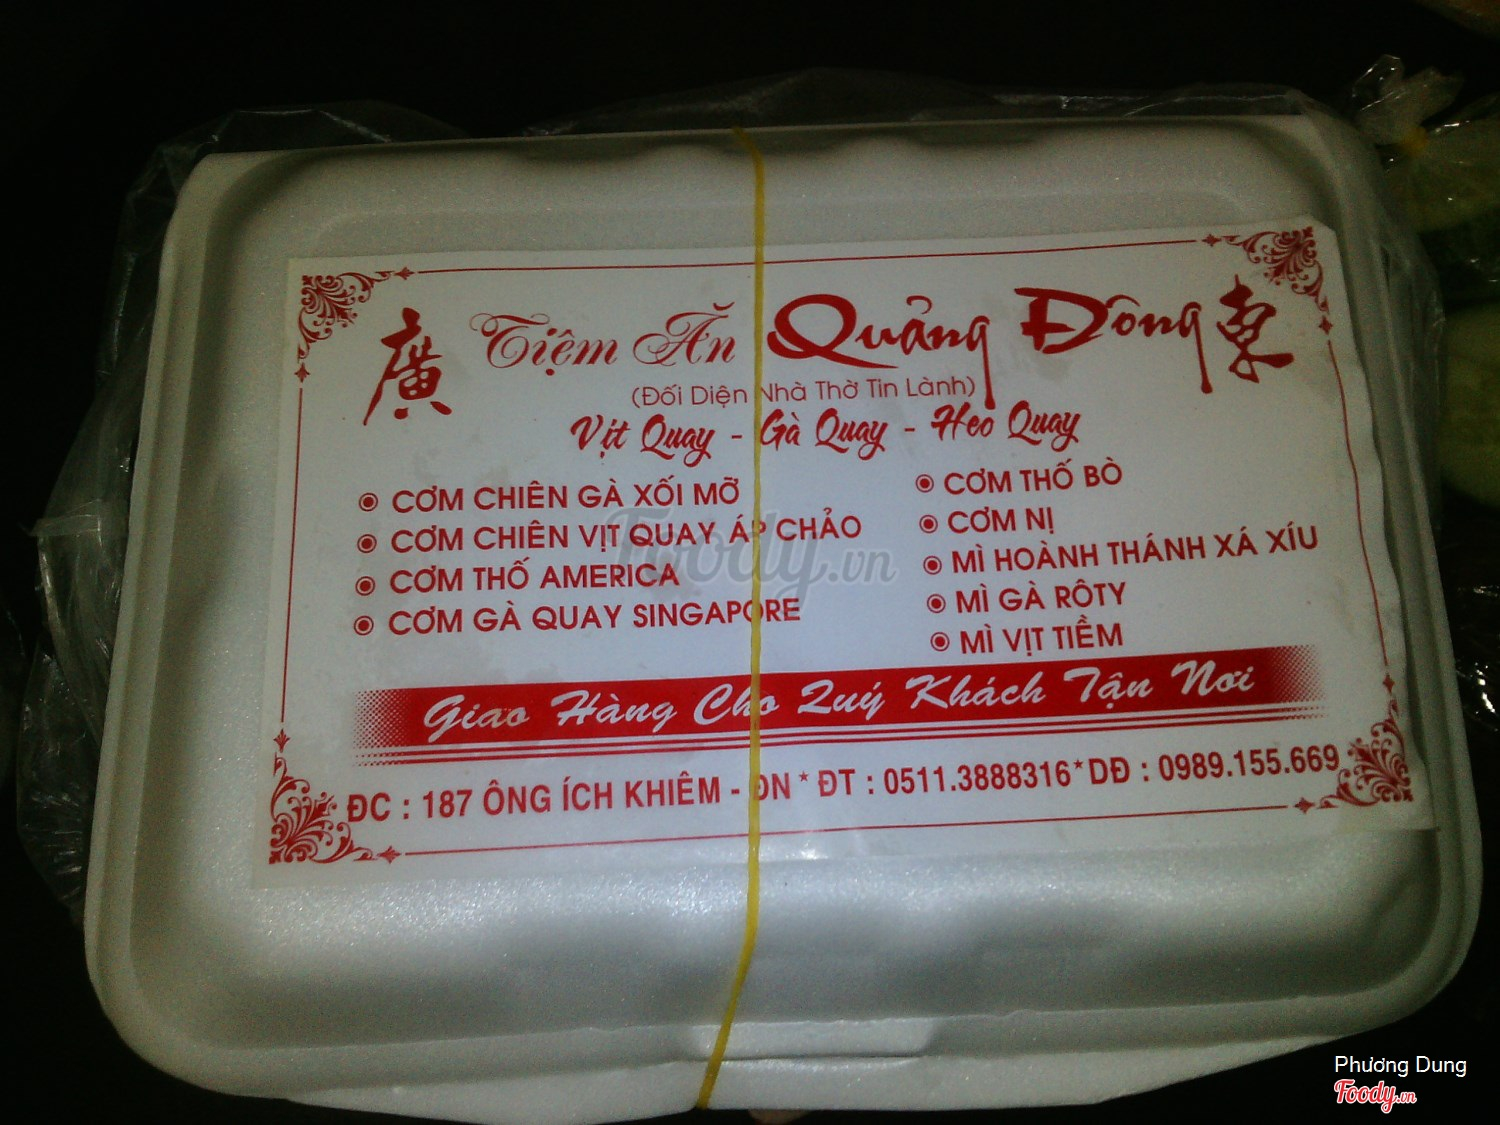 廣 Tiệm Ăn Quảng Đông 東
(Đối Diện Nhà Thờ Tin Lành)
Vịt Quay - Gà Quay - Heo Quay
CƠM CHIÊN GÀ XỐI MỠ
CƠM CHIÊN VỊT QUAY ÁP CHẢO
CƠM THỐ AMERICA
CƠM GÀ QUAY SINGAPORE
CƠM THỐ BÒ
CƠM NỊ
MÌ HOÀNH THÁNH XÁ XÍU
MÌ GÀ RÔTY
MÌ VỊT TIỀM
Giao Hàng Cho Quý Khách Tận Nơi
ĐC : 187 ÔNG ÍCH KHIÊM - ĐN * ĐT : 0511.3888316 * DĐ : 0989.155.669
Foody.vn
Phương Dung
Foody.vn